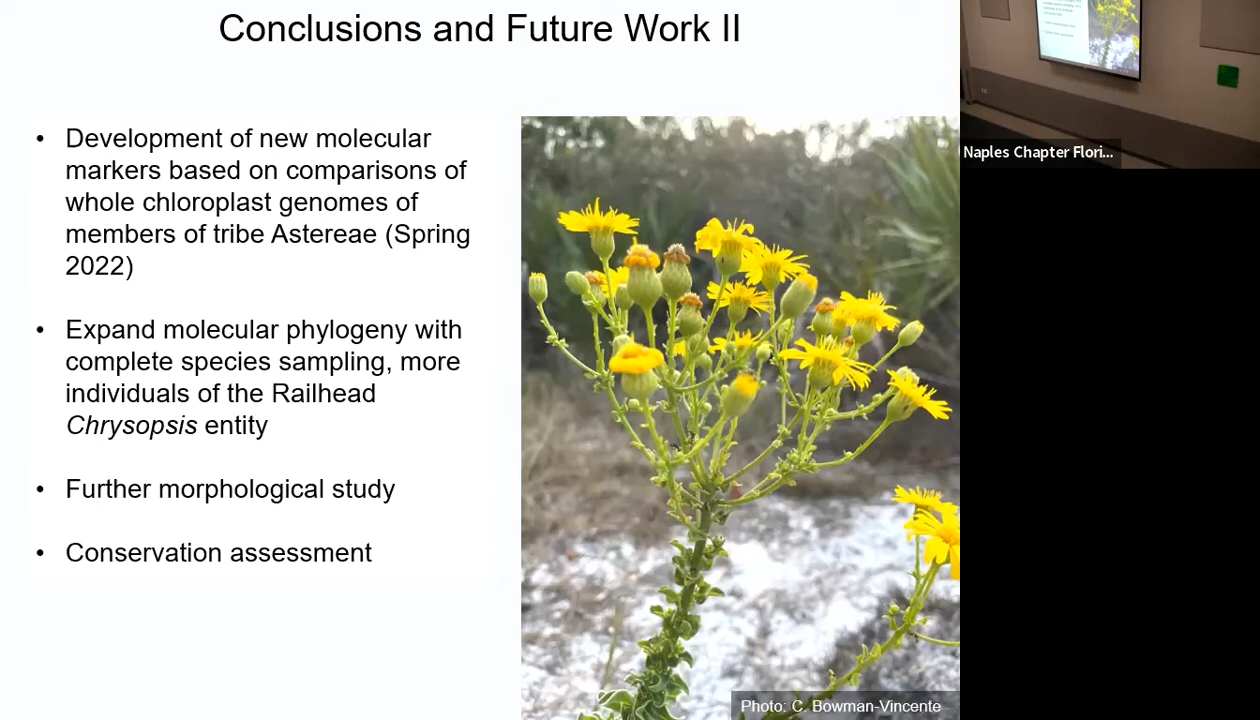 Conclusions and Future Work II
• Development of new molecular
markers based on comparisons of
whole chloroplast genomes of
members of tribe Astereae (Spring
2022)
• Expand molecular phylogeny with
complete species sampling, more
individuals of the Railhead
Chrysopsis entity
• Further morphological study
• Conservation assessment
Photo: C. Bowman-Vincente
Naples Chapter Flori...